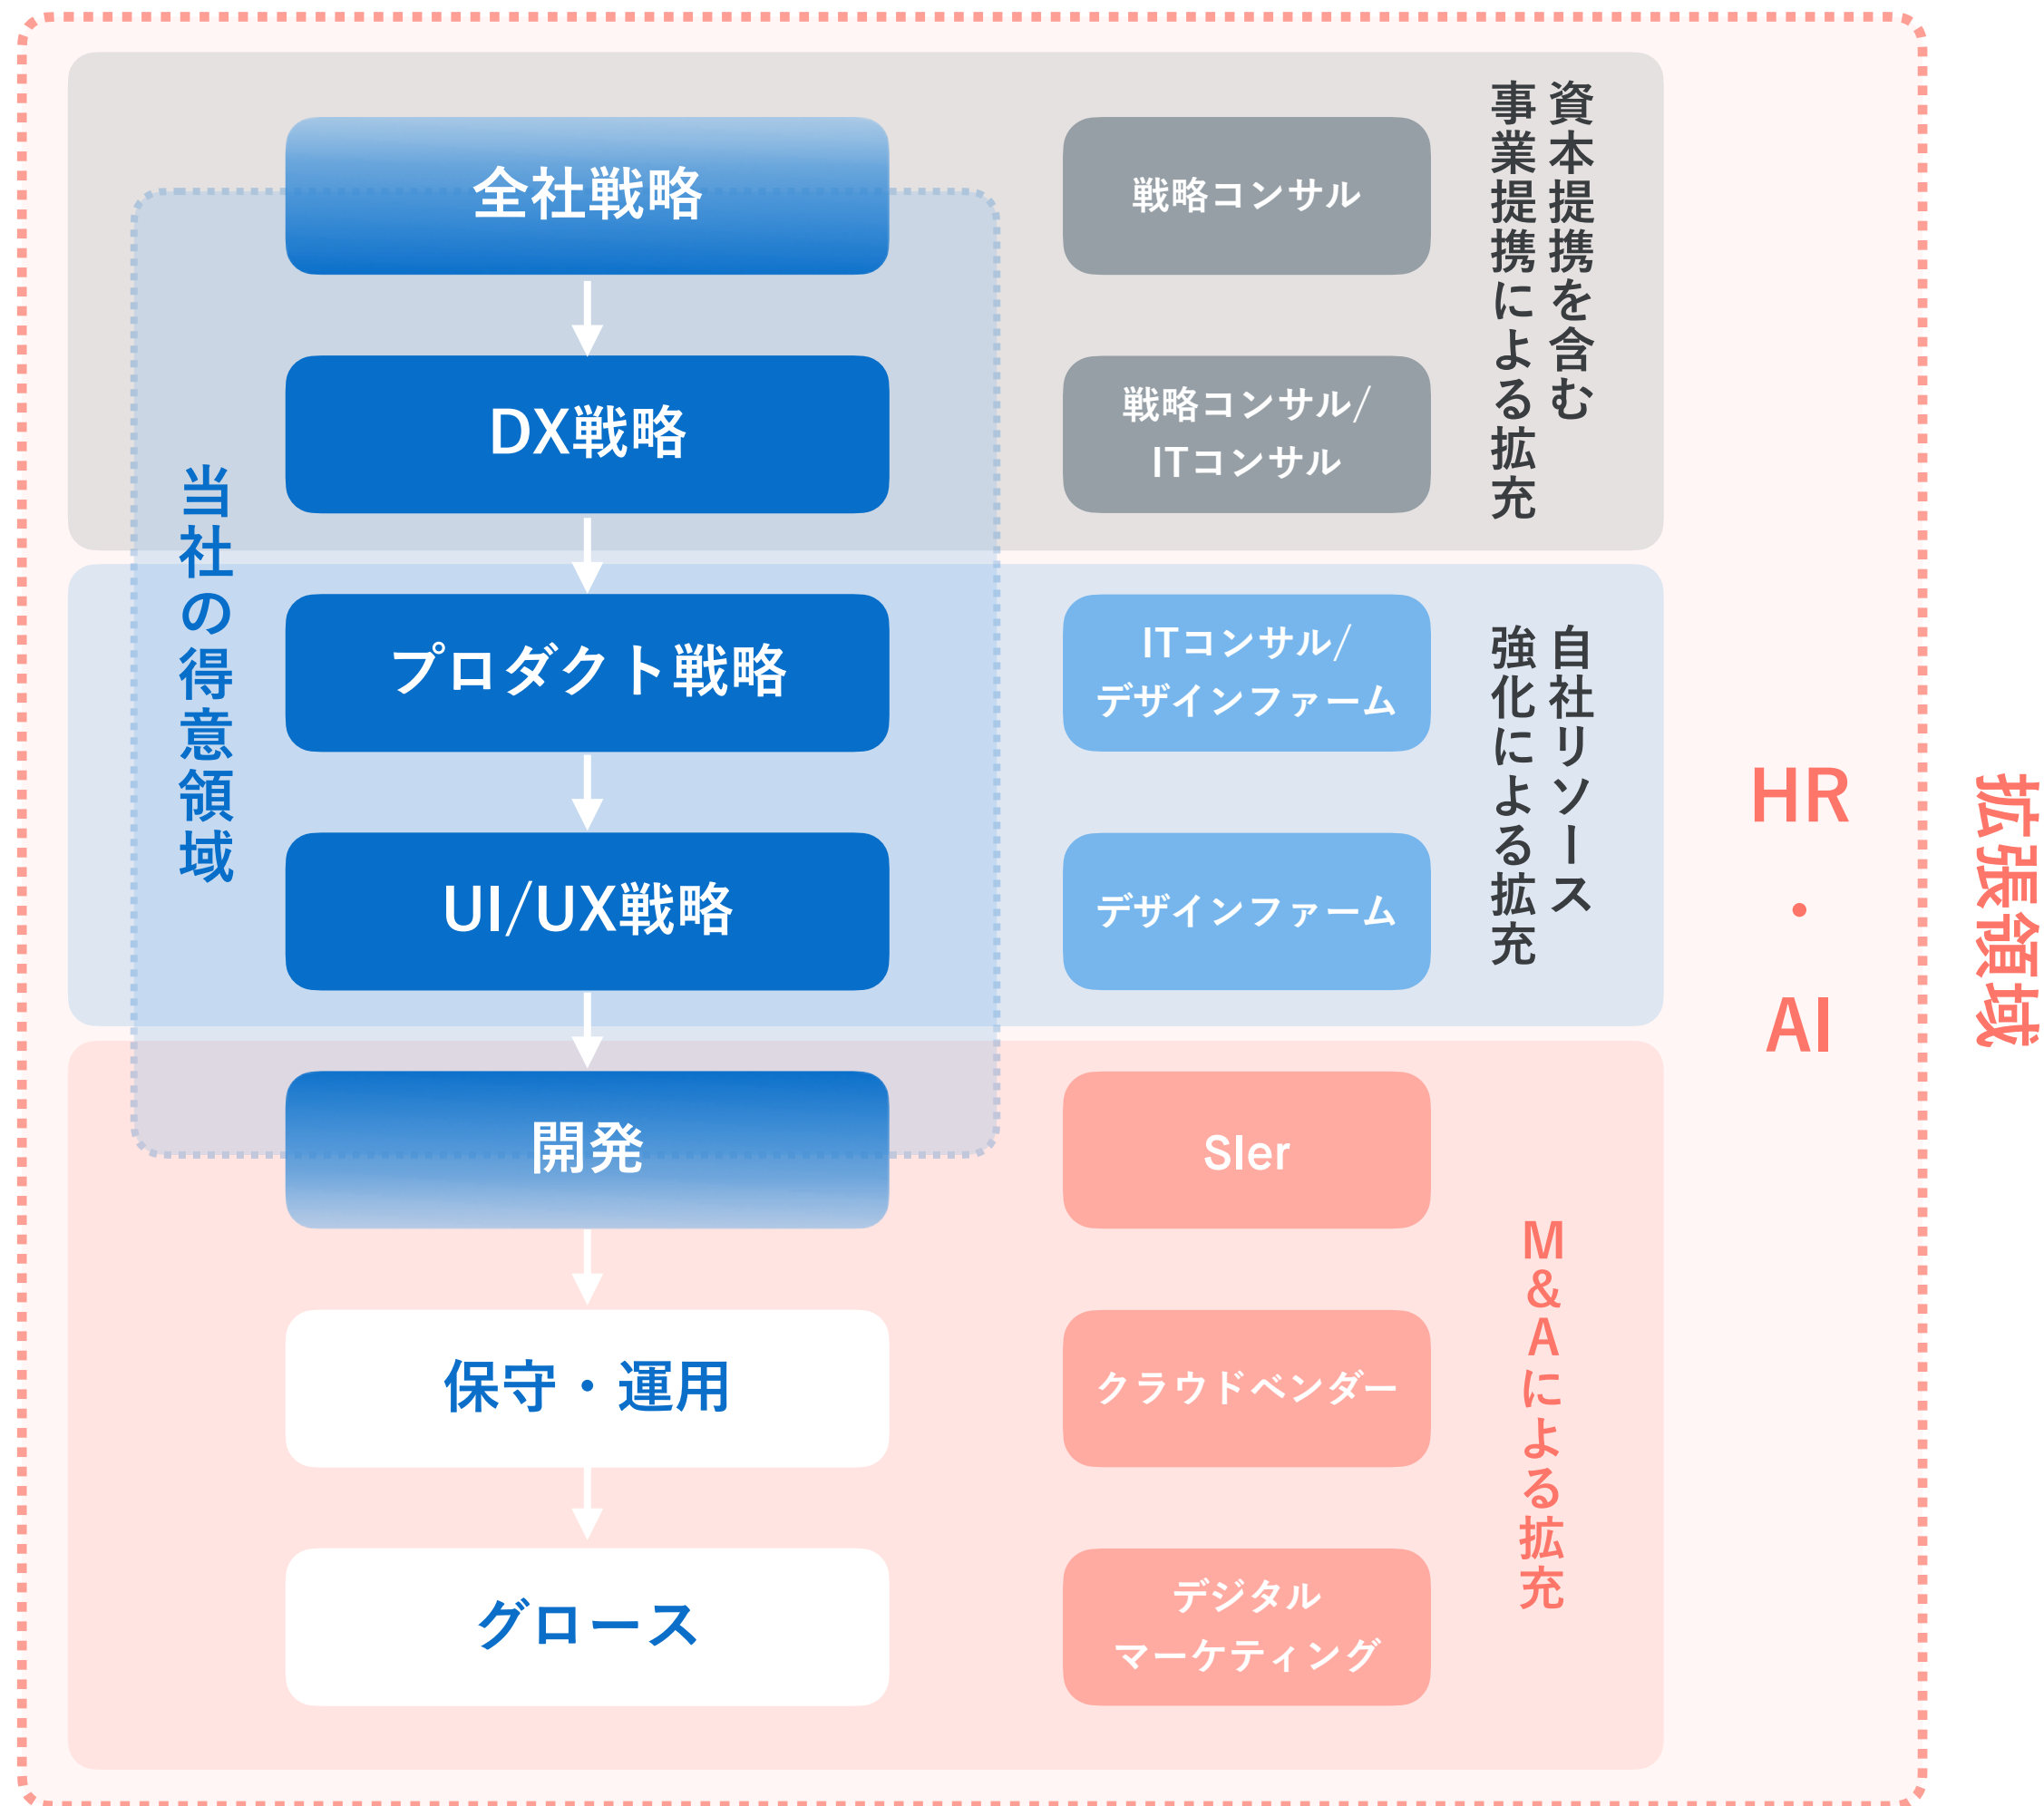 全社戦略
戦略コンサル
資本提携を含む
事業提携による拡充
DX戦略
戦略コンサル/
ITコンサル
当社の得意領域
プロダクト戦略
ITコンサル/
デザインファーム
自社リソース
強化による拡充
UI/UX戦略
デザインファーム
HR
・
AI
拡張領域
開発
SIer
M&Aによる拡充
保守・運用
クラウドベンダー
グロース
デジタル
マーケティング